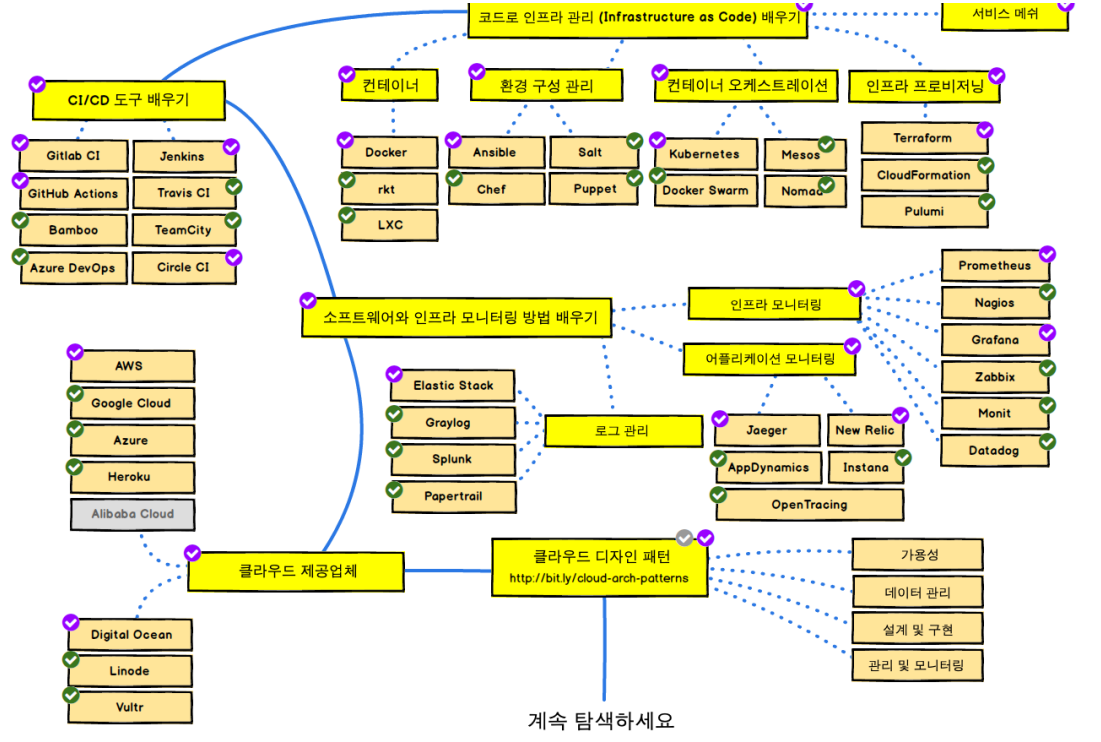 코드로 인프라 관리 (Infrastructure as Code) 배우기
서비스 메쉬
CI/CD 도구 배우기
Gitlab CI
Jenkins
GitHub Actions
Travis CI
Bamboo
TeamCity
Azure DevOps
Circle CI
컨테이너
Docker
rkt
LXC
환경 구성 관리
Ansible
Salt
Chef
Puppet
컨테이너 오케스트레이션
Kubernetes
Mesos
Docker Swarm
Nomad
인프라 프로비저닝
Terraform
CloudFormation
Pulumi
소프트웨어와 인프라 모니터링 방법 배우기
인프라 모니터링
Prometheus
Nagios
Grafana
Zabbix
Monit
Datadog
어플리케이션 모니터링
Jaeger
New Relic
AppDynamics
Instana
OpenTracing
로그 관리
Elastic Stack
Graylog
Splunk
Papertrail
AWS
Google Cloud
Azure
Heroku
Alibaba Cloud
클라우드 제공업체
Digital Ocean
Linode
Vultr
클라우드 디자인 패턴
http://bit.ly/cloud-arch-patterns
가용성
데이터 관리
설계 및 구현
관리 및 모니터링
계속 탐색하세요